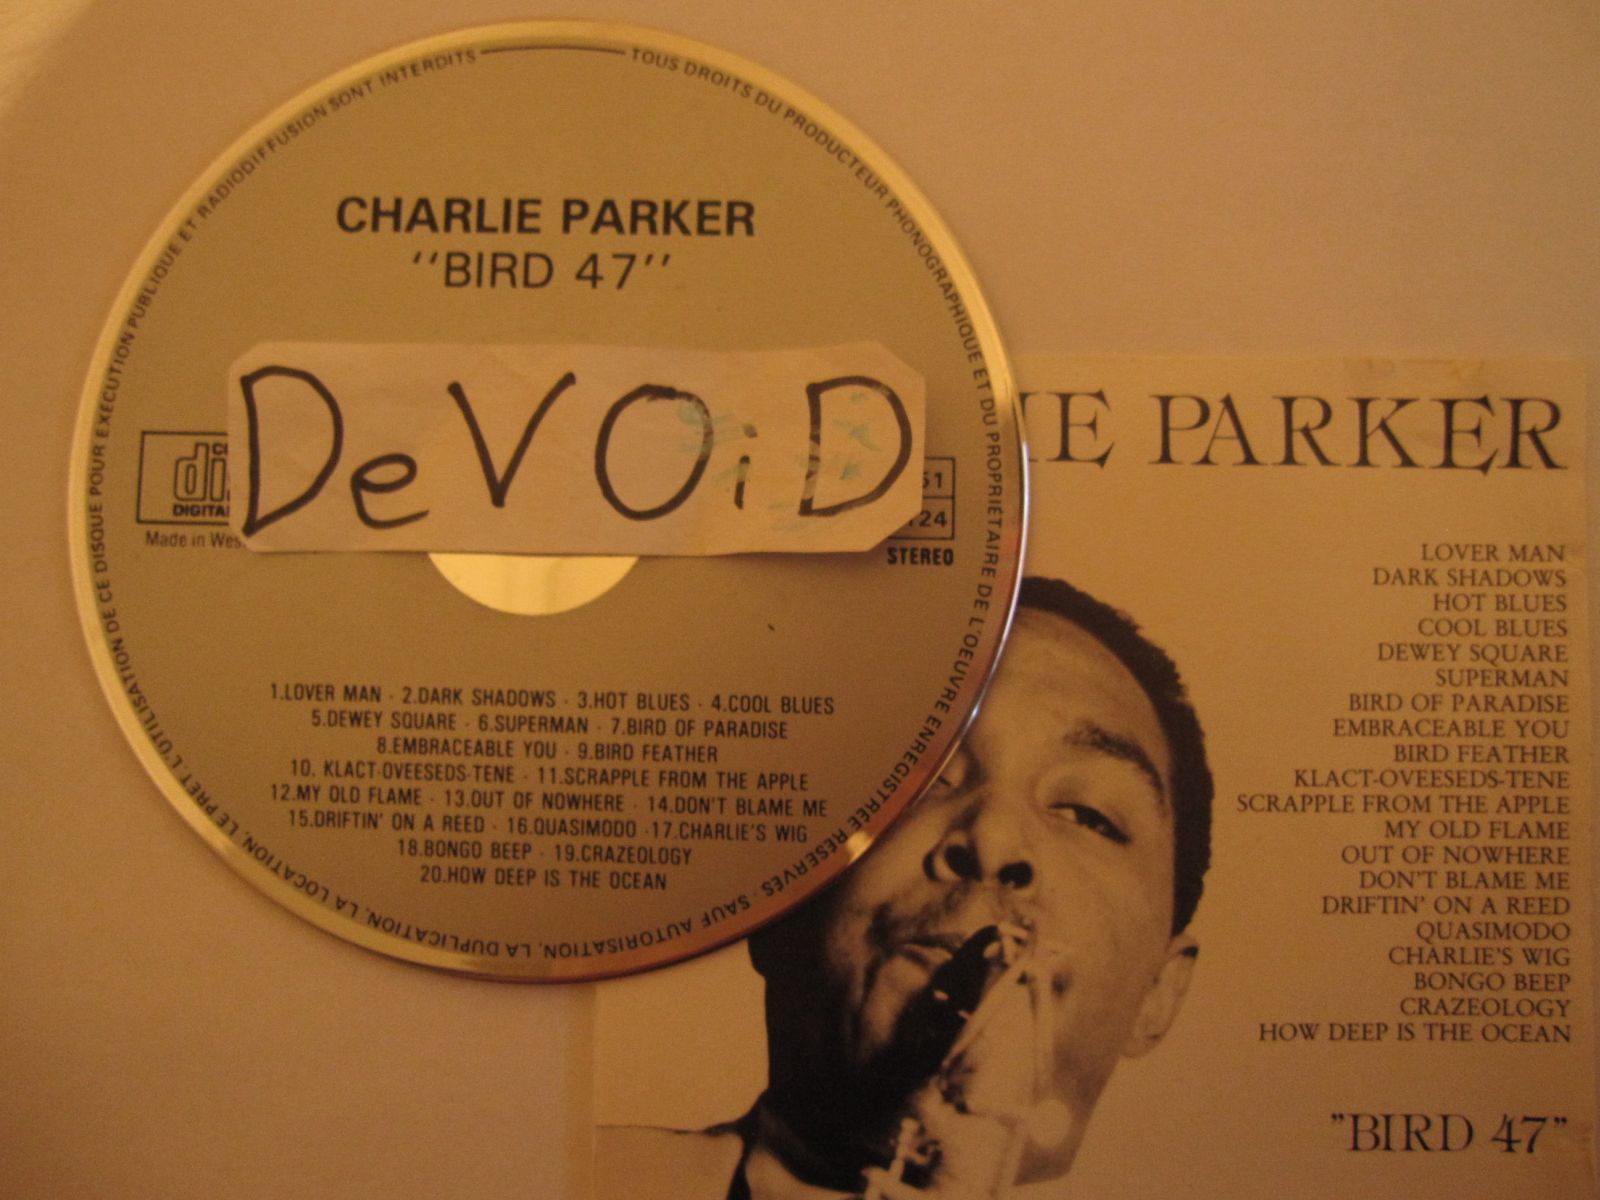 TOUS DROITS DU PRODUCTEUR PHONOGRAPHIQUE ET DU PROPRIÉTAIRE DE L'OEUVRE ENREGISTRÉE RÉSERVÉS. SAUF AUTORISATION, LA DUPLICATION, LA LOCATION, LE PRÊT, L'UTILISATION DE CE DISQUE POUR EXÉCUTION PUBLIQUE ET RADIODIFFUSION SONT INTERDITS
CHARLIE PARKER
"BIRD 47"
DeVOiD
DIGITAL
Made in
51
24
STEREO
1.LOVER MAN · 2.DARK SHADOWS · 3.HOT BLUES · 4.COOL BLUES
5.DEWEY SQUARE · 6.SUPERMAN · 7.BIRD OF PARADISE
8.EMBRACEABLE YOU · 9.BIRD FEATHER
10. KLACT-OVEESEDS-TENE · 11.SCRAPPLE FROM THE APPLE
12.MY OLD FLAME · 13.OUT OF NOWHERE · 14.DON'T BLAME ME
15.DRIFTIN' ON A REED · 16.QUASIMODO · 17.CHARLIE'S WIG
18.BONGO BEEP · 19.CRAZEOLOGY
20.HOW DEEP IS THE OCEAN
IE PARKER
LOVER MAN
DARK SHADOWS
HOT BLUES
COOL BLUES
DEWEY SQUARE
SUPERMAN
BIRD OF PARADISE
EMBRACEABLE YOU
BIRD FEATHER
KLACT-OVEESEDS-TENE
SCRAPPLE FROM THE APPLE
MY OLD FLAME
OUT OF NOWHERE
DON'T BLAME ME
DRIFTIN' ON A REED
QUASIMODO
CHARLIE'S WIG
BONGO BEEP
CRAZEOLOGY
HOW DEEP IS THE OCEAN
"BIRD 47"